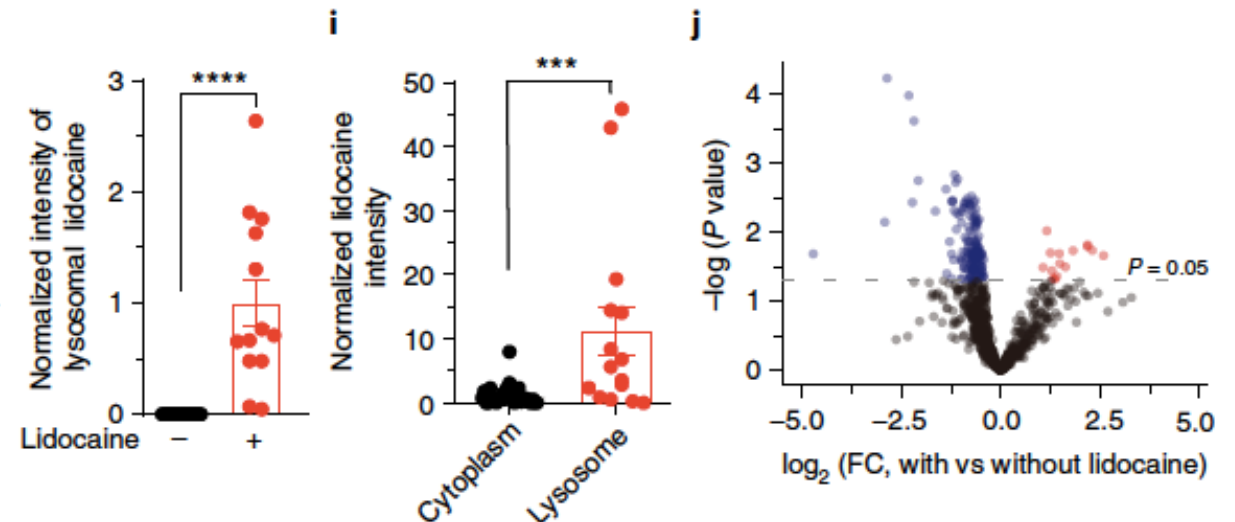 Normalized intensity of
lysosomal lidocaine
3
2
1
0
****
Lidocaine – +
i
Normalized lidocaine
intensity
50
40
30
20
10
0
***
Cytoplasm
Lysosome
j
–log (P value)
4
3
2
1
0
P = 0.05
–5.0 –2.5 0.0 2.5 5.0
log2 (FC, with vs without lidocaine)